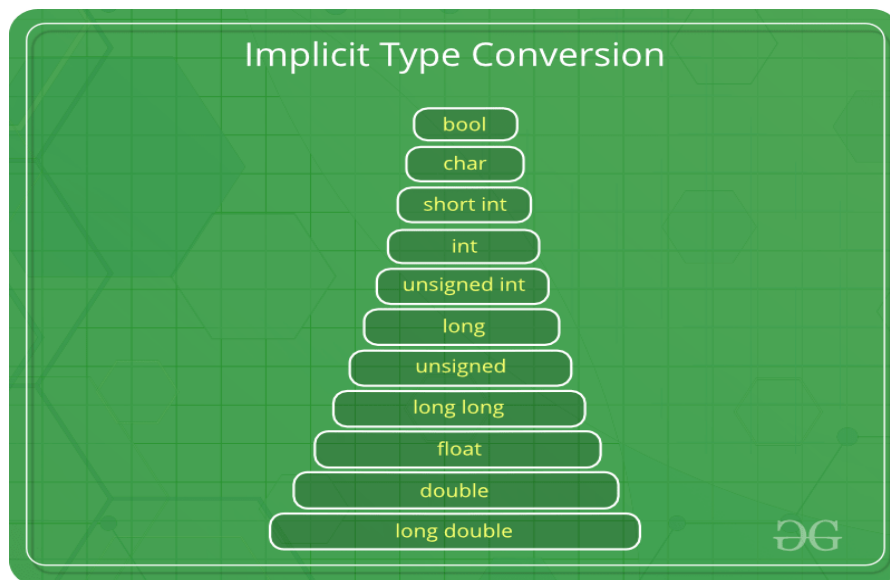 Implicit Type Conversion
bool
char
short int
int
unsigned int
long
unsigned
long long
float
double
long double